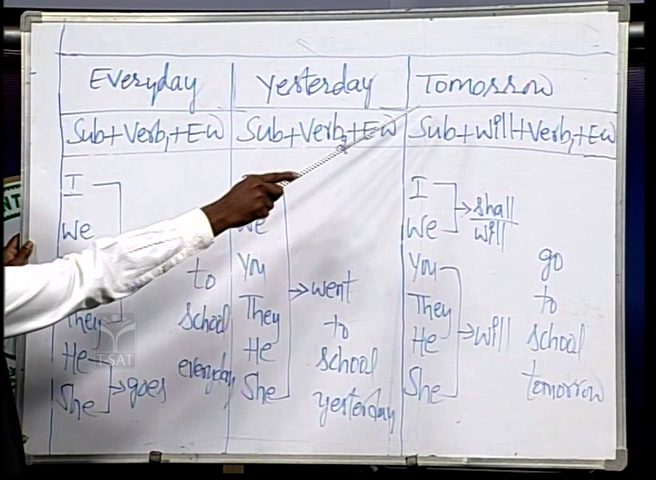 Everyday Yesterday Tomorrow
Sub+Verb1+EW Sub+Verb2+EW Sub+Will+Verb1+EW
I I
We We We shall
will
to You You go
They They They to
school went He will school
He to
everyday He school
She goes She yesterday She tomorrow
T-SAT